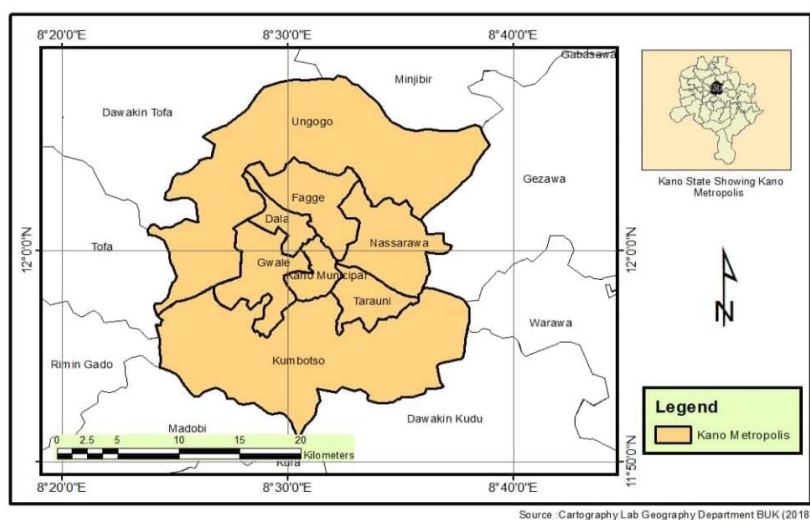 8°20'0"E
8°30'0"E
8°40'0"E
Gabasawa
Minjibir
Dawakin Tofa
Ungogo
Gezawa
Kano State Showing Kano
Metropolis
Fagge
Dala
Nassarawa
Tofa
12°0'0"N
12°0'0"N
Gwale
Kano Municipal
Tarauni
N
Warawa
Kumbotso
Rimin Gado
Dawakin Kudu
Madobi
Legend
Kano Metropolis
0 2.5 5 10 15 20
Kilometers
Kura
11°50'0"N
8°20'0"E
8°30'0"E
8°40'0"E
Source :Cartography Lab Geography Department BUK (2018